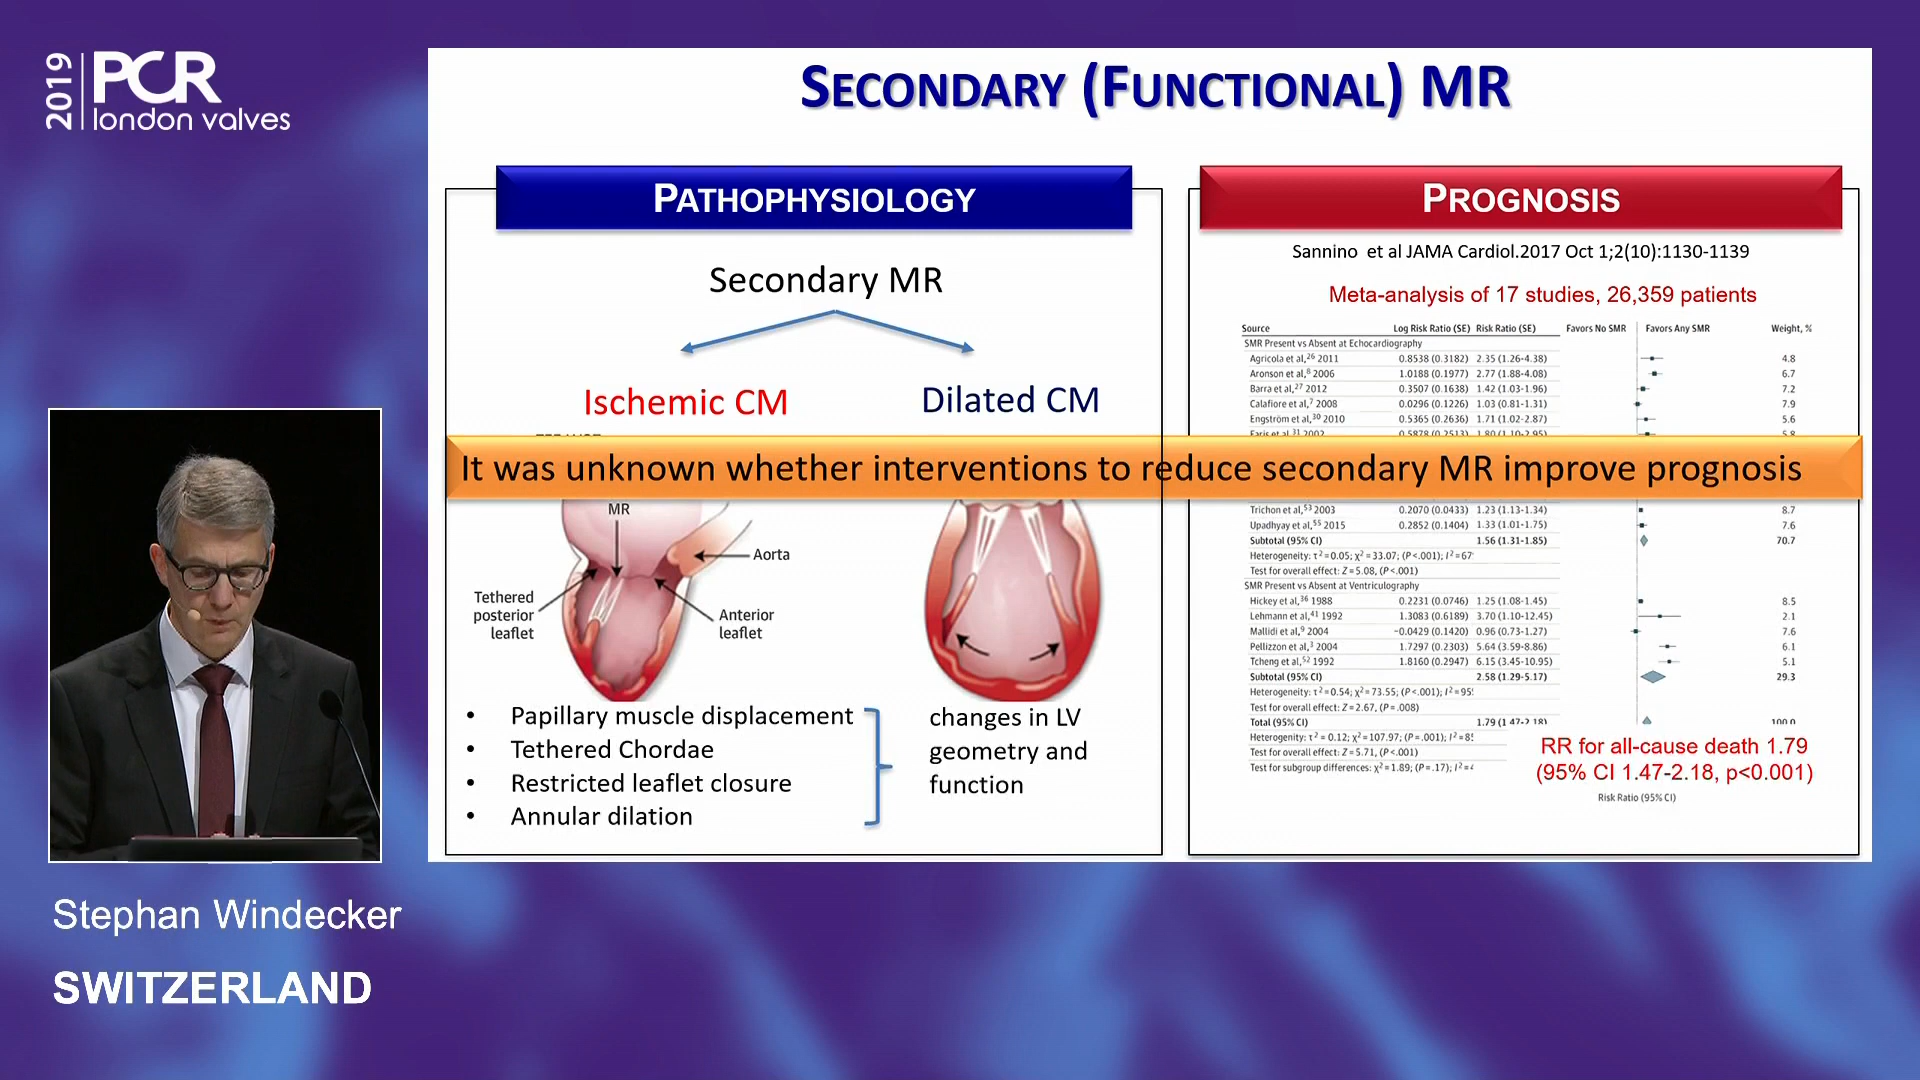 2019
PCR
london valves
SECONDARY (FUNCTIONAL) MR
PATHOPHYSIOLOGY
Secondary MR
Ischemic CM
Dilated CM
It was unknown whether interventions to reduce secondary MR improve prognosis
MR
Aorta
Tethered
posterior
leaflet
Anterior
leaflet
• Papillary muscle displacement
• Tethered Chordae
• Restricted leaflet closure
• Annular dilation
changes in LV
geometry and
function
PROGNOSIS
Sannino et al JAMA Cardiol.2017 Oct 1;2(10):1130-1139
Meta-analysis of 17 studies, 26,359 patients
Source Log Risk Ratio (SE) Risk Ratio (SE) Favors No SMR Favors Any SMR Weight, %
SMR Present vs Absent at Echocardiography
Agricola et al,26 2011 0.8538 (0.3182) 2.35 (1.26-4.38) 4.8
Aronson et al,8 2006 1.0188 (0.1977) 2.77 (1.88-4.08) 6.7
Barra et al,27 2012 0.3507 (0.1638) 1.42 (1.03-1.96) 7.2
Calafiore et al,7 2008 0.0296 (0.1226) 1.03 (0.81-1.31) 7.9
Engström et al,30 2010 0.5365 (0.2636) 1.71 (1.02-2.87) 5.6
Faris et al,31 2002 0.5878 (0.2513) 1.80 (1.10-2.95) 5.8
Trichon et al,53 2003 0.2070 (0.0433) 1.23 (1.13-1.34) 8.7
Upadhyay et al,55 2015 0.2852 (0.1404) 1.33 (1.01-1.75) 7.6
Subtotal (95% CI) 1.56 (1.31-1.85) 70.7
Heterogeneity: τ²=0.05; χ²=33.07; (P<.001); I²=67
Test for overall effect: Z=5.08, (P<.001)
SMR Present vs Absent at Ventriculography
Hickey et al,36 1988 0.2231 (0.0746) 1.25 (1.08-1.45) 8.5
Lehmann et al,41 1992 1.3083 (0.6189) 3.70 (1.10-12.45) 2.1
Mallidi et al,9 2004 −0.0429 (0.1420) 0.96 (0.73-1.27) 7.6
Pellizzon et al,3 2004 1.7297 (0.2303) 5.64 (3.59-8.86) 6.1
Tcheng et al,52 1992 1.8160 (0.2947) 6.15 (3.45-10.95) 5.1
Subtotal (95% CI) 2.58 (1.29-5.17) 29.3
Heterogeneity: τ²=0.54; χ²=73.55; (P<.001); I²=95
Test for overall effect: Z=2.67, (P=.008)
Total (95% CI) 1.79 (1.47-2.18) 100.0
Heterogenity: τ²=0.12; χ²=107.97; (P=.001); I²=85
Test for overall effect: Z=5.71, (P<.001)
Test for subgroup differences: χ²=1.89; (P=.17); I²=
RR for all-cause death 1.79
(95% CI 1.47-2.18, p<0.001)
Risk Ratio (95% CI)
Stephan Windecker
SWITZERLAND